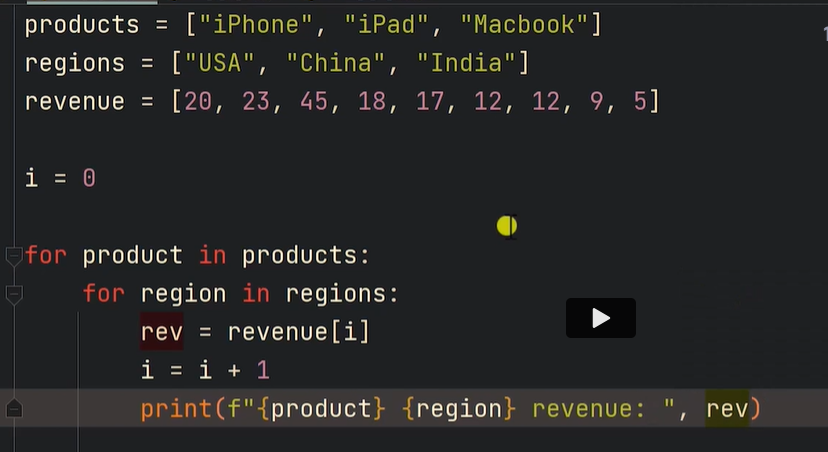 products = ["iPhone", "iPad", "Macbook"]
regions = ["USA", "China", "India"]
revenue = [20, 23, 45, 18, 17, 12, 12, 9, 5]
i = 0
for product in products:
    for region in regions:
        rev = revenue[i]
        i = i + 1
        print(f"{product} {region} revenue: ", rev)